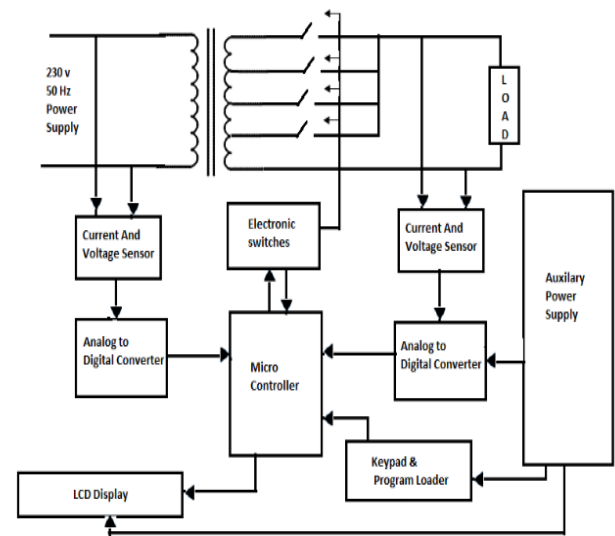 230 v
50 Hz
Power
Supply
L
O
A
D
Current And
Voltage Sensor
Electronic
switches
Current And
Voltage Sensor
Auxilary
Power
Supply
Analog to
Digital Converter
Micro
Controller
Analog to
Digital Converter
Keypad &
Program Loader
LCD Display